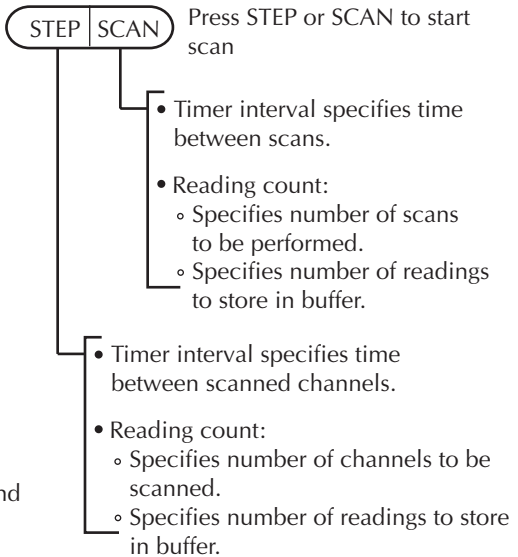 STEP SCAN
Press STEP or SCAN to start
scan
• Timer interval specifies time
between scans.
• Reading count:
∘ Specifies number of scans
to be performed.
∘ Specifies number of readings
to store in buffer.
• Timer interval specifies time
between scanned channels.
• Reading count:
∘ Specifies number of channels to be
scanned.
nd
∘ Specifies number of readings to store
in buffer.